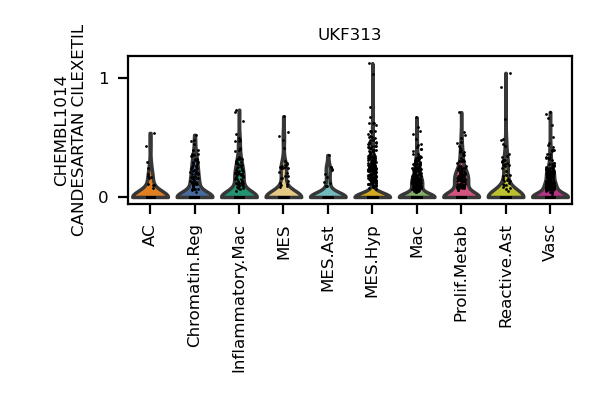 UKF313
CHEMBL1014
CANDESARTAN CILEXETIL
1
0
AC
Chromatin.Reg
Inflammatory.Mac
MES
MES.Ast
MES.Hyp
Mac
Prolif.Metab
Reactive.Ast
Vasc